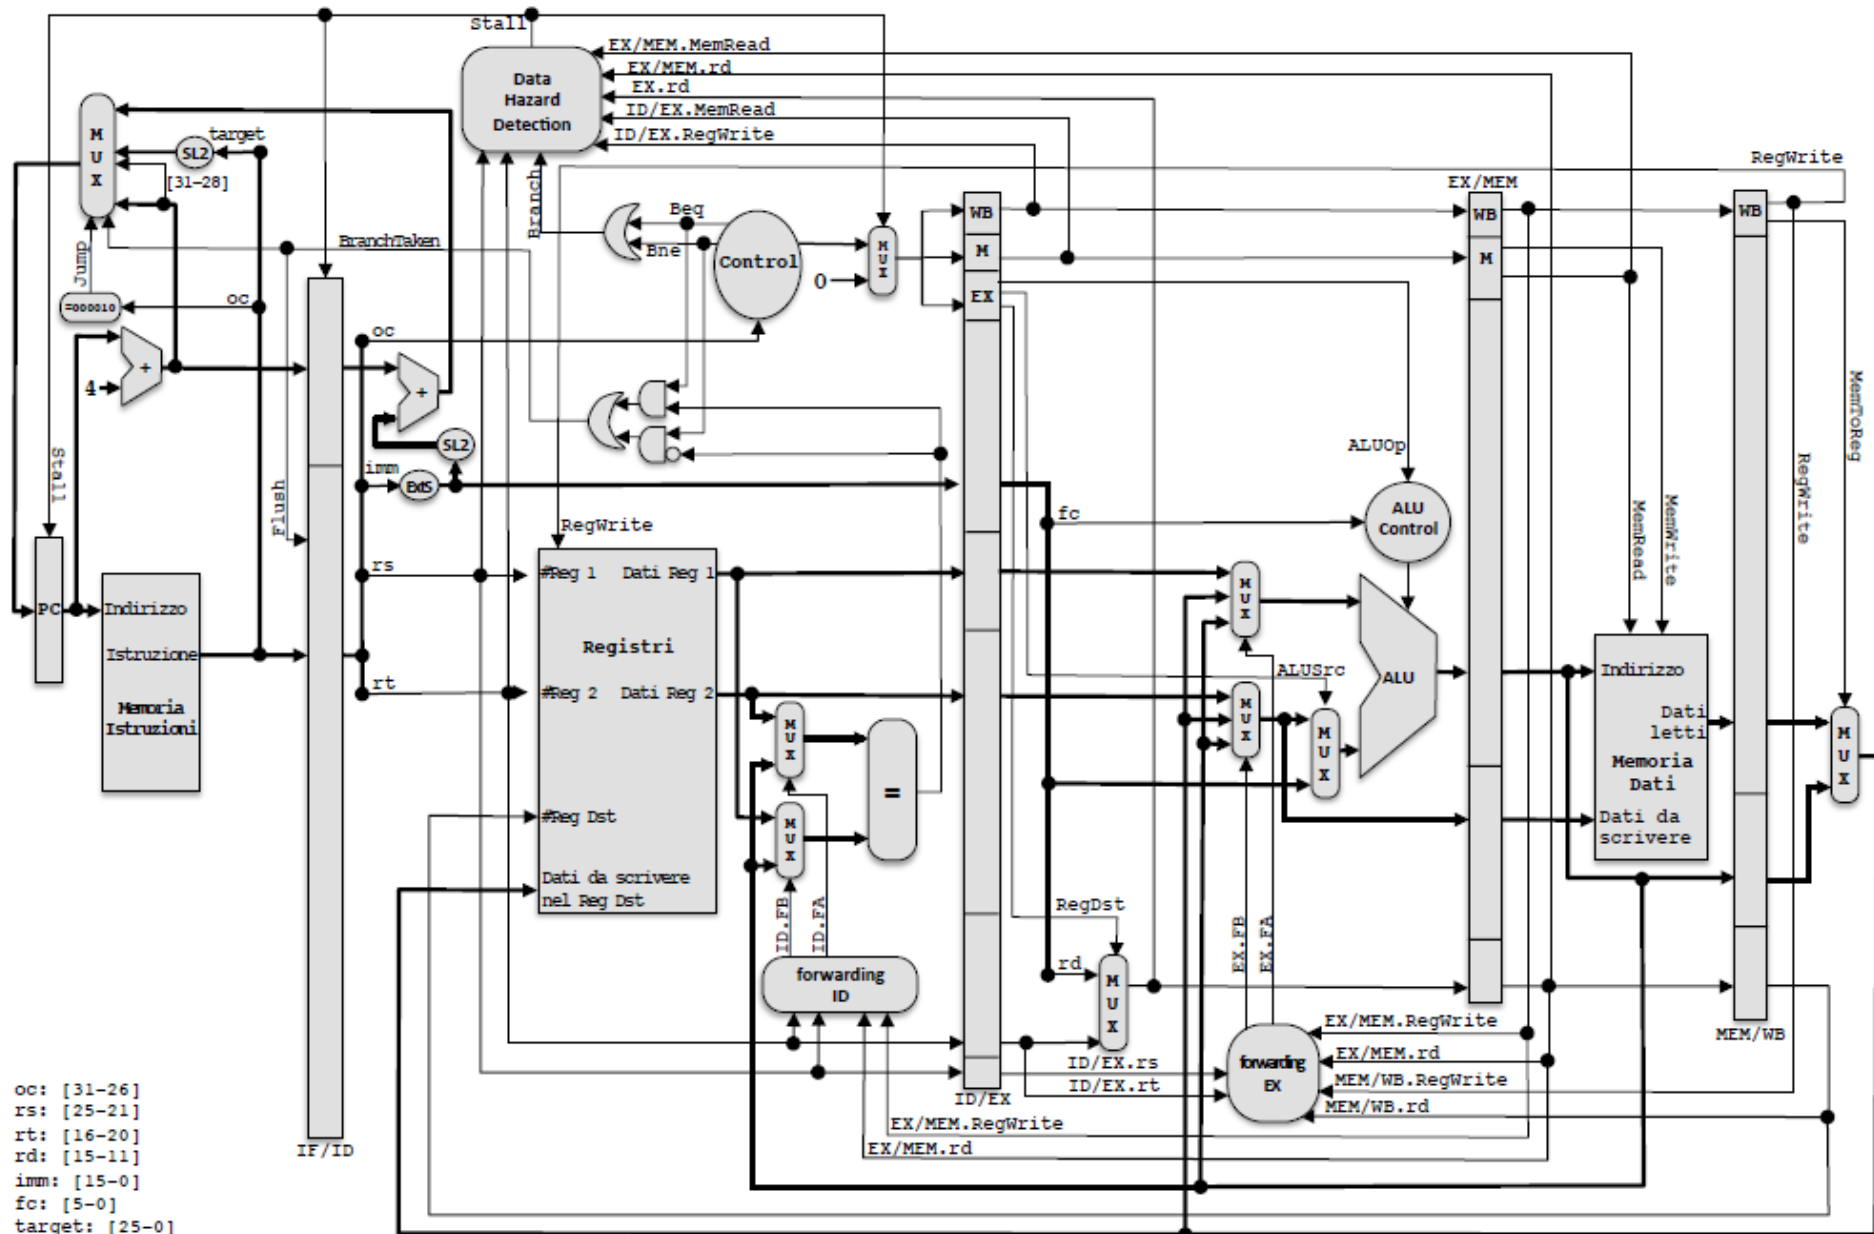 Stall
EX/MEM.MemRead
EX/MEM.rd
EX.rd
ID/EX.MemRead
ID/EX.RegWrite
Data
Hazard
Detection
MUX
target
SL2
[31-28]
Jump
BranchTaken
=000010
oc
+
4
Stall
Flush
PC
Indirizzo
Istruzione
Memoria
Istruzioni
IF/ID
oc
+
SL2
imm
ExtS
rs
rt
Branch
Beq
Bne
Control
0
MUX
RegWrite
#Reg 1
Dati Reg 1
Registri
#Reg 2
Dati Reg 2
#Reg Dst
Dati da scrivere
nel Reg Dst
MUX
MUX
=
ID.FB
ID.FA
forwarding
ID
WB
M
EX
ID/EX
fc
rd
RegDst
MUX
ID/EX.rs
ID/EX.rt
EX/MEM.RegWrite
EX/MEM.rd
ALUOp
ALU
Control
MUX
MUX
ALUSrc
MUX
ALU
EX.FB
EX.FA
forwarding
EX
EX/MEM.RegWrite
EX/MEM.rd
MEM/WB.RegWrite
MEM/WB.rd
EX/MEM
WB
M
MemRead
MemWrite
Indirizzo
Dati
letti
Memoria
Dati
Dati da
scrivere
RegWrite
WB
MemToReg
RegWrite
MUX
MEM/WB
oc: [31-26]
rs: [25-21]
rt: [16-20]
rd: [15-11]
imm: [15-0]
fc: [5-0]
target: [25-0]